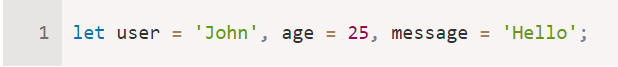 1 let user = 'John', age = 25, message = 'Hello';